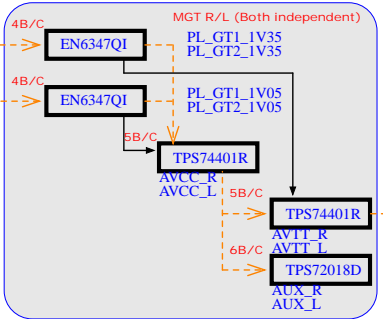 MGT R/L (Both independent)
4B/C
EN6347QI
PL_GT1_1V35
PL_GT2_1V35
4B/C
EN6347QI
PL_GT1_1V05
PL_GT2_1V05
5B/C
TPS74401R
AVCC_R
AVCC_L
5B/C
TPS74401R
AVTT_R
AVTT_L
6B/C
TPS72018D
AUX_R
AUX_L